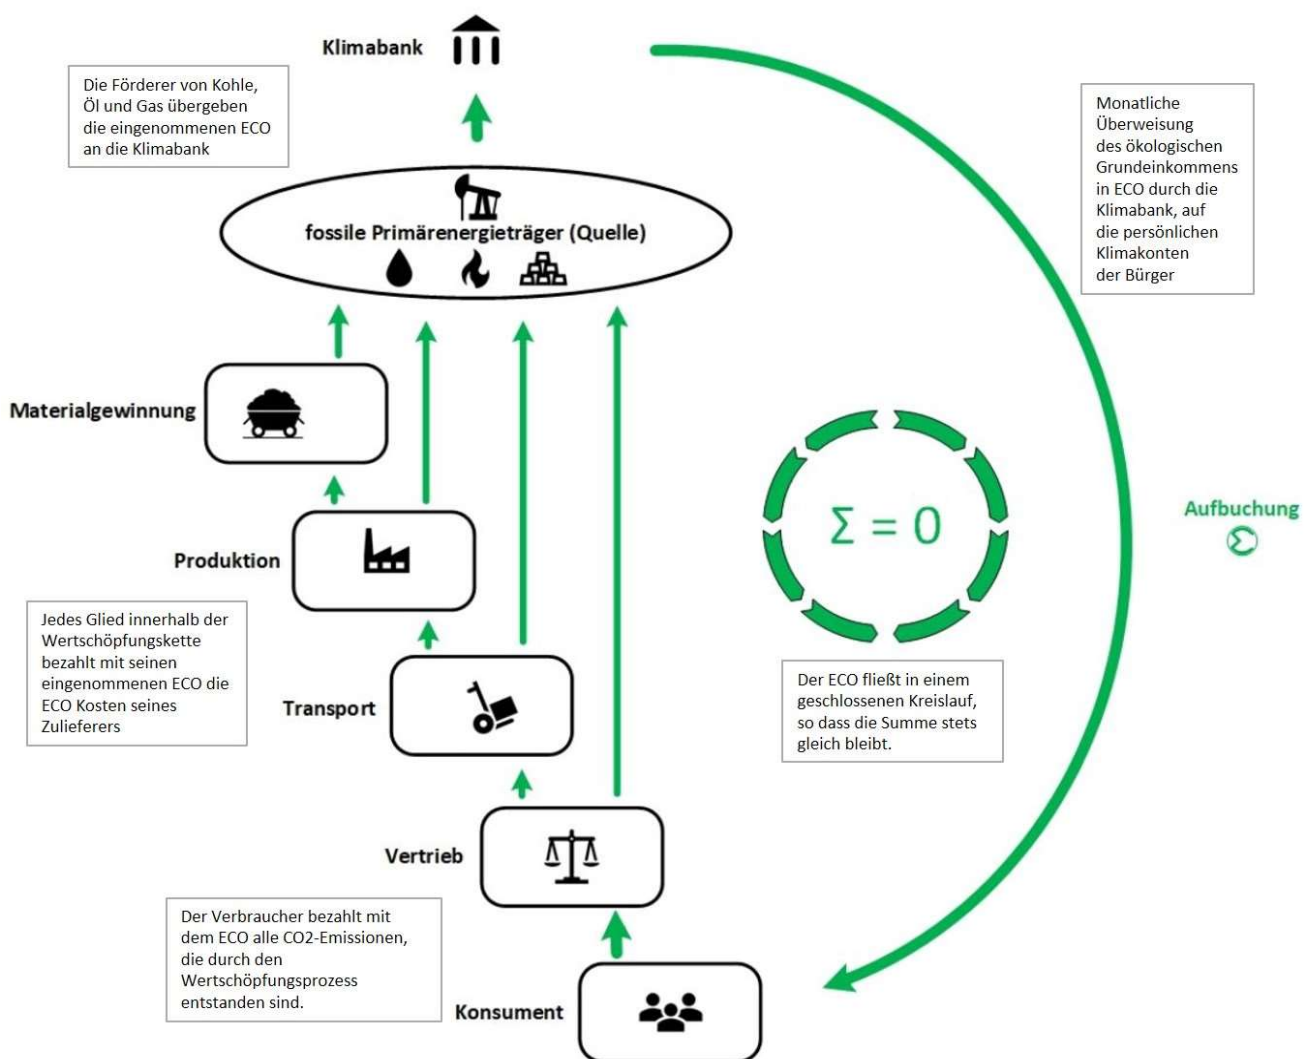 Klimabank
Die Förderer von Kohle,
Öl und Gas übergeben
die eingenommenen ECO
an die Klimabank
Monatliche
Überweisung
des ökologischen
Grundeinkommens
in ECO durch die
Klimabank, auf
die persönlichen
Klimakonten
der Bürger
fossile Primärenergieträger (Quelle)
Materialgewinnung
Σ = 0
Aufbuchung
Σ
Produktion
Jedes Glied innerhalb der
Wertschöpfungskette
bezahlt mit seinen
eingenommenen ECO die
ECO Kosten seines
Zulieferers
Der ECO fließt in einem
geschlossenen Kreislauf,
so dass die Summe stets
gleich bleibt.
Transport
Vertrieb
Der Verbraucher bezahlt mit
dem ECO alle CO2-Emissionen,
die durch den
Wertschöpfungsprozess
entstanden sind.
Konsument